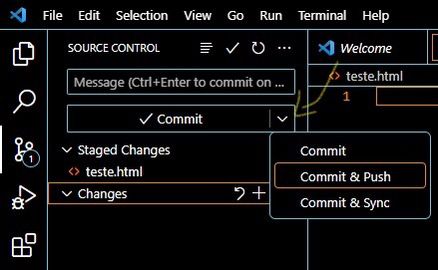 File Edit Selection View Go Run Terminal Help
SOURCE CONTROL
Welcome
Message (Ctrl+Enter to commit on ...
teste.html
1
Commit
Staged Changes
teste.html
Changes
Commit
Commit & Push
Commit & Sync
1